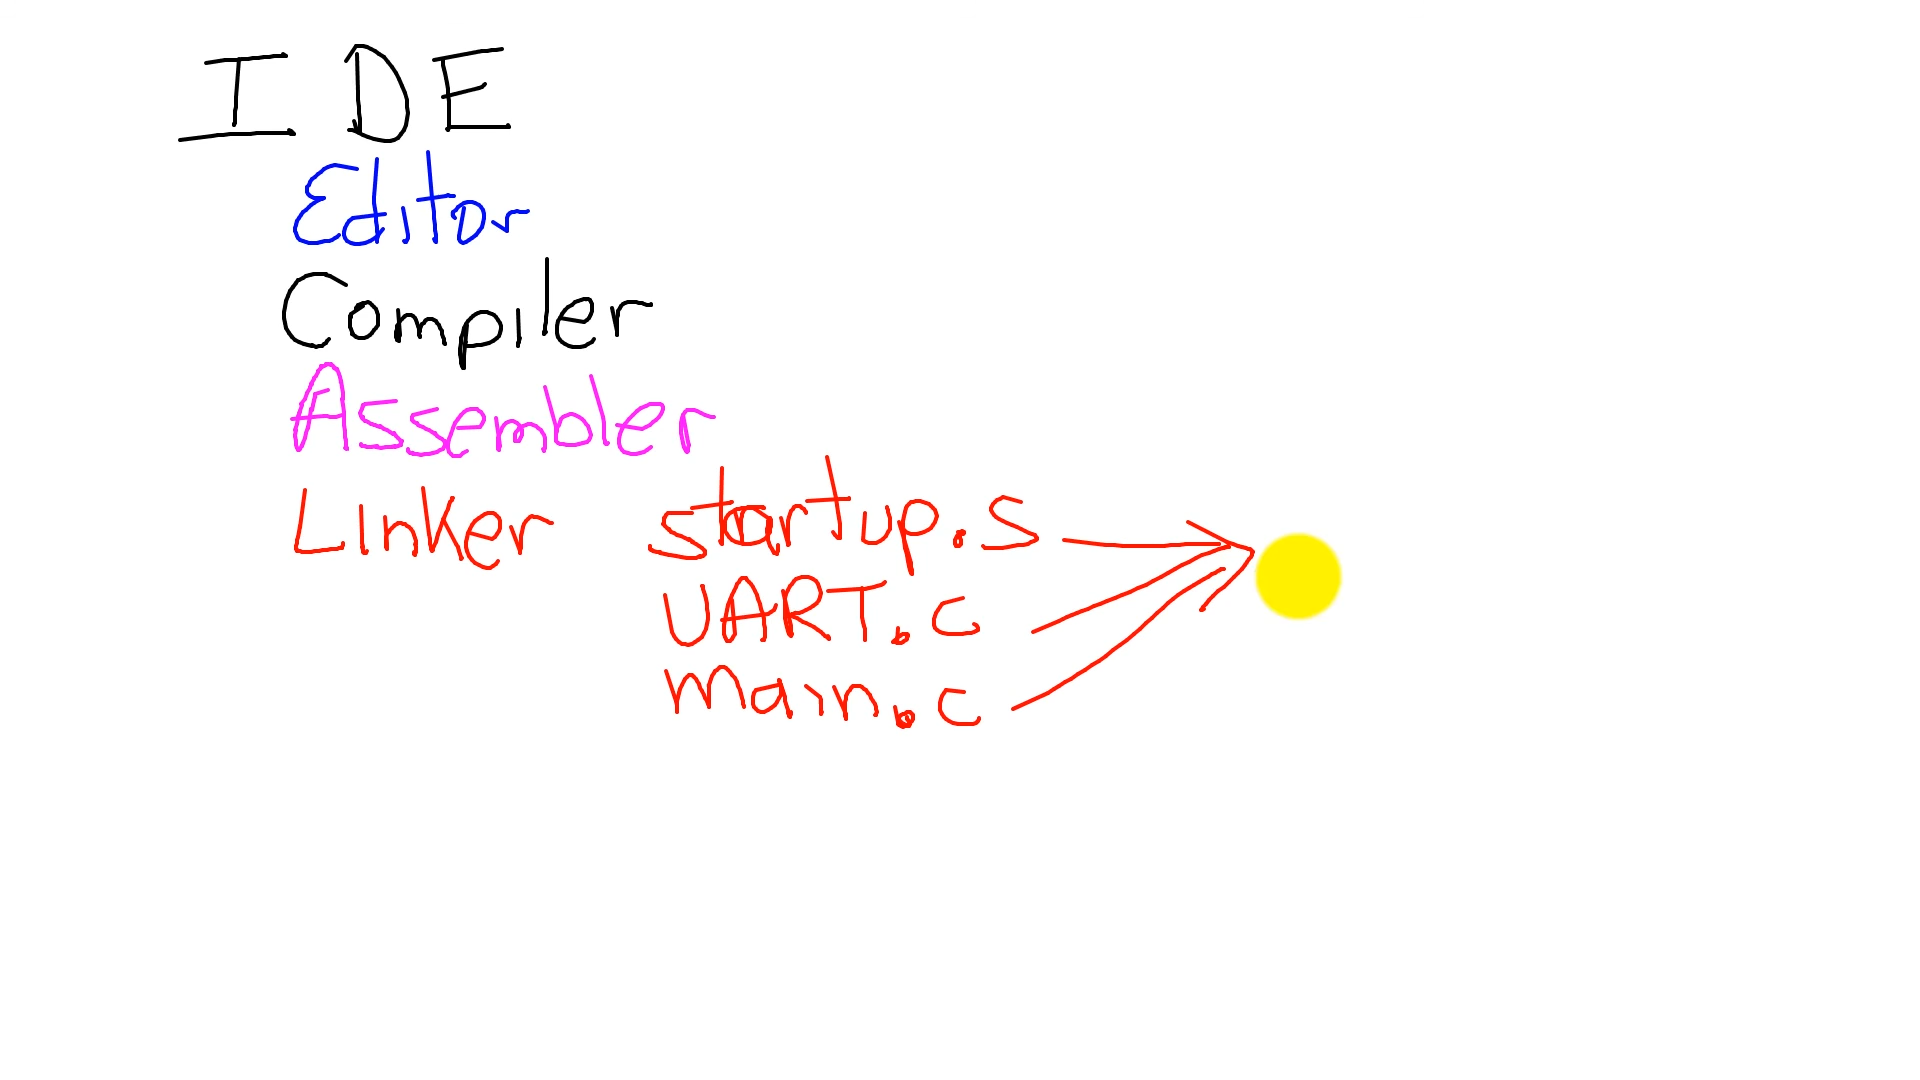 IDE
Editor
Compiler
Assembler
Linker startup.s
UART.c
main.c